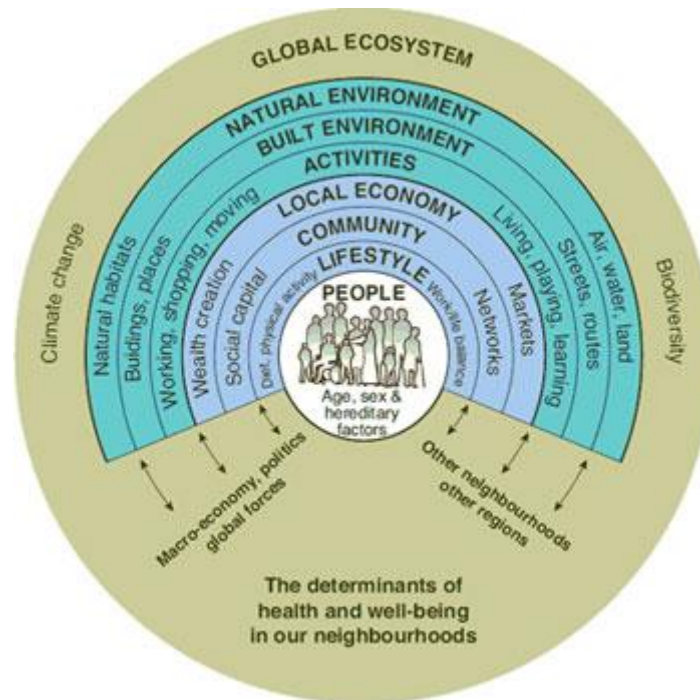 GLOBAL ECOSYSTEM
NATURAL ENVIRONMENT
BUILT ENVIRONMENT
ACTIVITIES
LOCAL ECONOMY
COMMUNITY
LIFESTYLE
PEOPLE
Age, sex &
hereditary
factors
Climate change
Natural habitats
Buidings, places
Working, shopping, moving
Wealth creation
Social capital
Diet, physical activity
Work/life balance
Networks
Markets
Living, playing, learning
Streets, routes
Air, water, land
Biodiversity
Macro-economy, politics
global forces
Other neighbourhoods
other regions
The determinants of
health and well-being
in our neighbourhoods